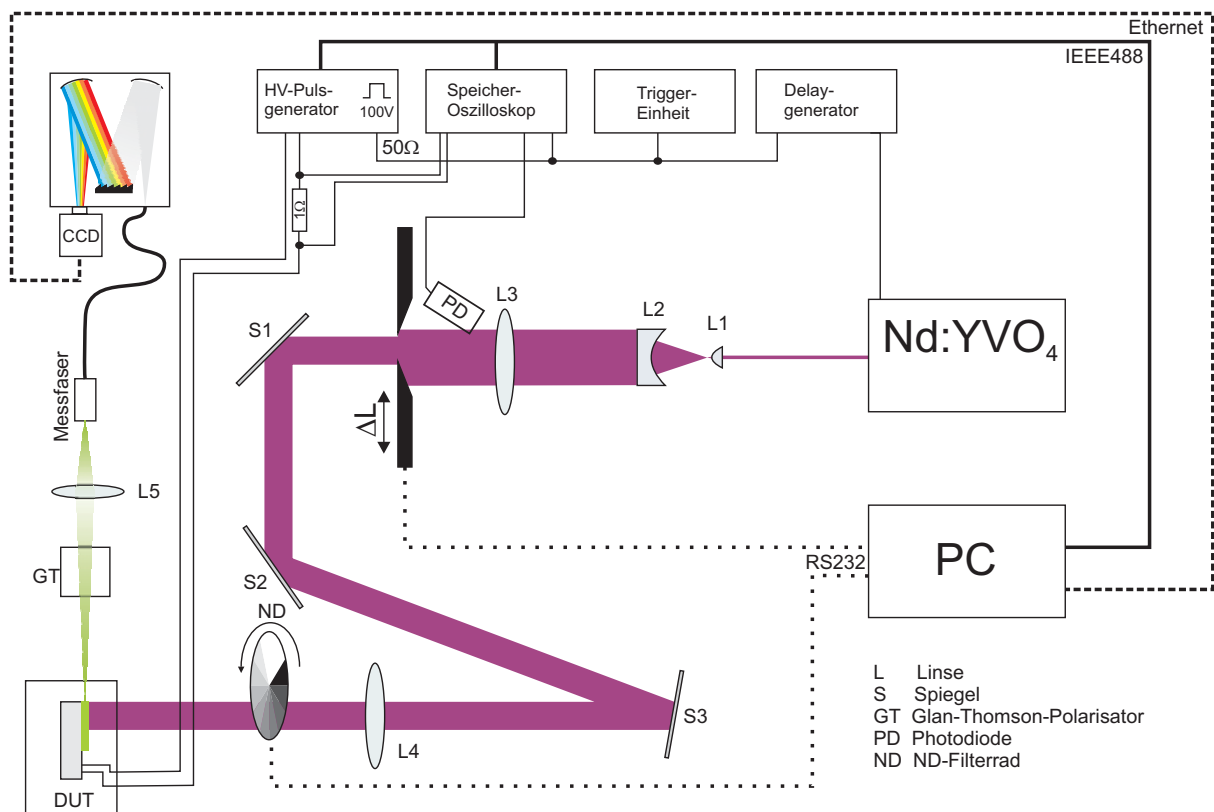 Ethernet
IEEE488
HV-Puls-
generator
100V
Speicher-
Oszilloskop
Trigger-
Einheit
Delay-
generator
50Ω
1Ω
CCD
PD
L3
L2
L1
S1
Nd:YVO4
ΔL
Messfaser
L5
GT
S2
ND
RS232
PC
S3
L4
DUT
L Linse
S Spiegel
GT Glan-Thomson-Polarisator
PD Photodiode
ND ND-Filterrad